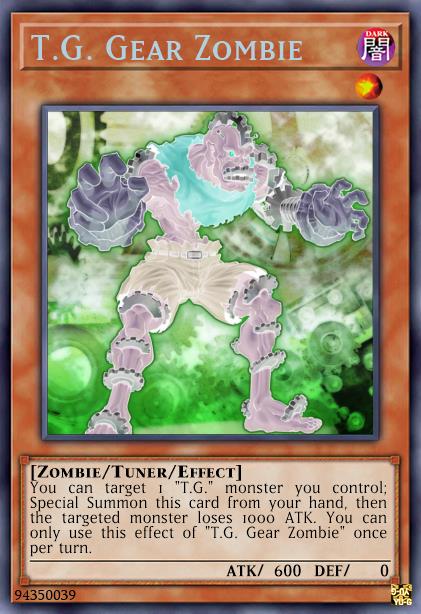 T.G. Gear Zombie
DARK
闇
[Zombie/Tuner/Effect]
You can target 1 "T.G." monster you control;
Special Summon this card from your hand, then
the targeted monster loses 1000 ATK. You can
only use this effect of "T.G. Gear Zombie" once
per turn.
ATK/ 600 DEF/ 0
94350039